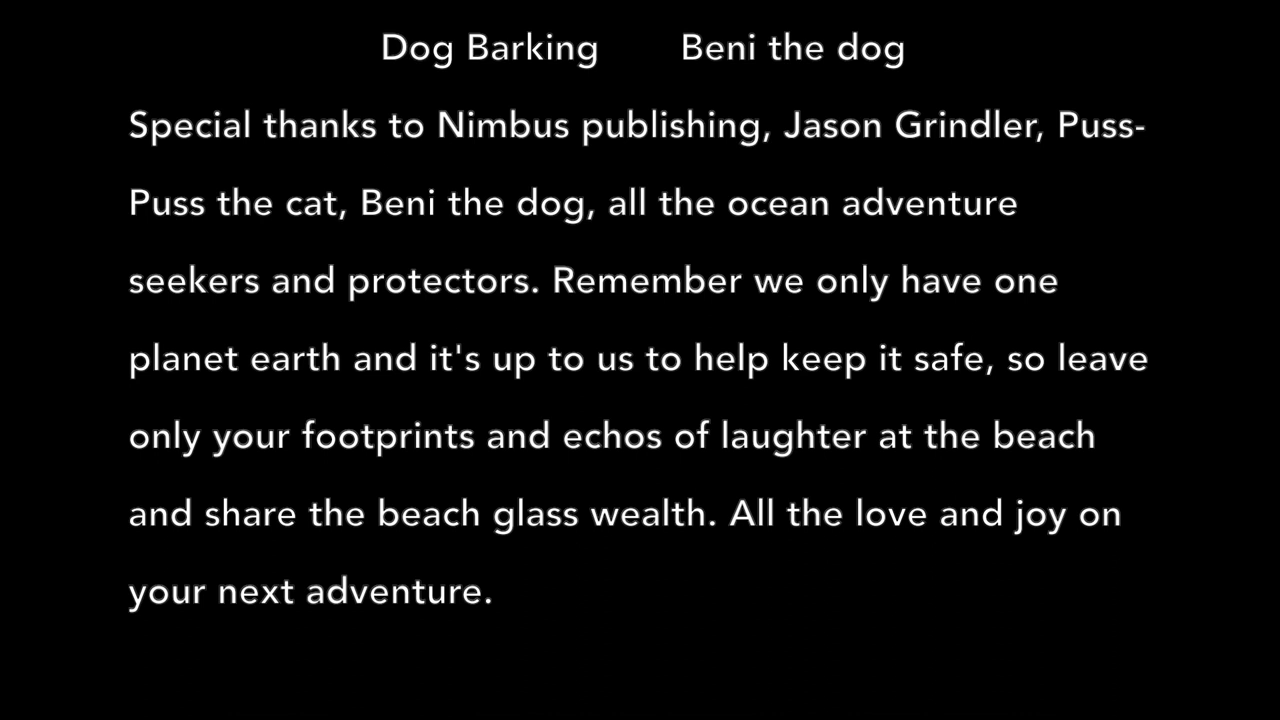 Dog Barking Beni the dog
Special thanks to Nimbus publishing, Jason Grindler, Puss-
Puss the cat, Beni the dog, all the ocean adventure
seekers and protectors. Remember we only have one
planet earth and it's up to us to help keep it safe, so leave
only your footprints and echos of laughter at the beach
and share the beach glass wealth. All the love and joy on
your next adventure.